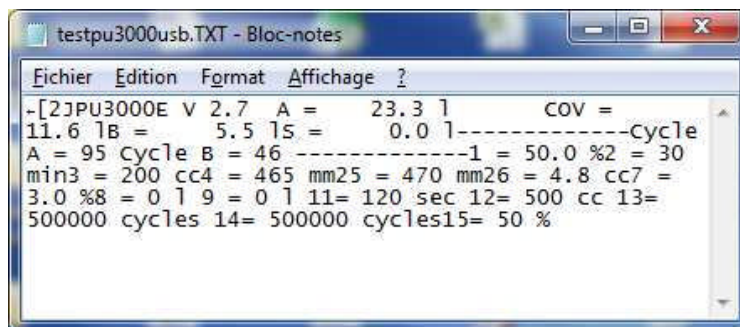 testpu3000usb.TXT - Bloc-notes
Fichier Edition Format Affichage ?
←[2JPU3000E V 2.7 A = 23.3 l COV =
11.6 lB = 5.5 lS = 0.0 l-------------Cycle
A = 95 Cycle B = 46 -------------1 = 50.0 %2 = 30
min3 = 200 cc4 = 465 mm25 = 470 mm26 = 4.8 cc7 =
3.0 %8 = 0 l 9 = 0 l 11= 120 sec 12= 500 cc 13=
500000 cycles 14= 500000 cycles15= 50 %